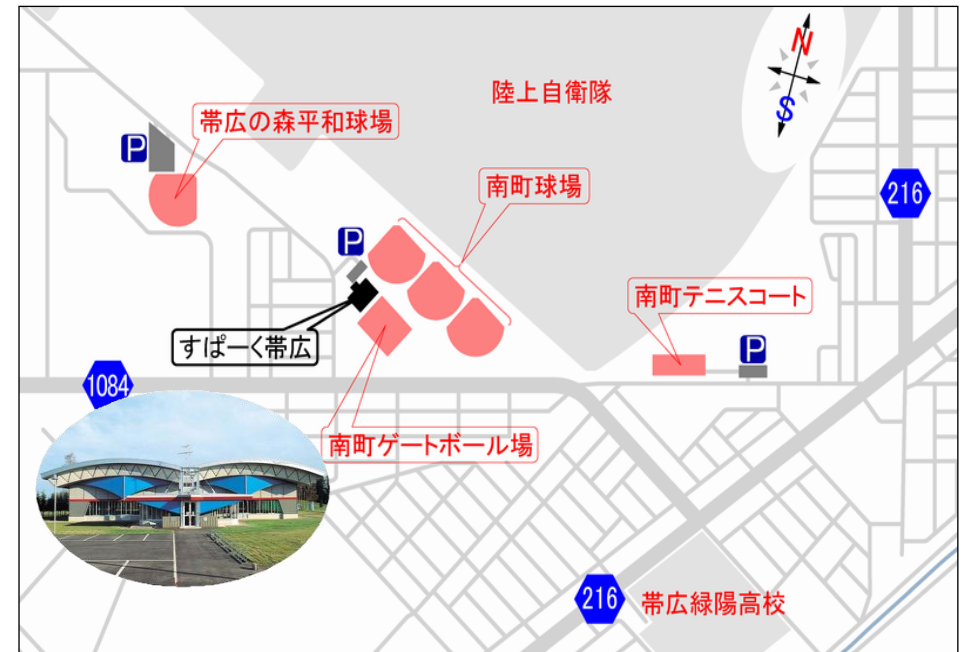 N
S
陸上自衛隊
帯広の森平和球場
P
南町球場
216
P
南町テニスコート
すぱーく帯広
P
1084
南町ゲートボール場
216
帯広緑陽高校